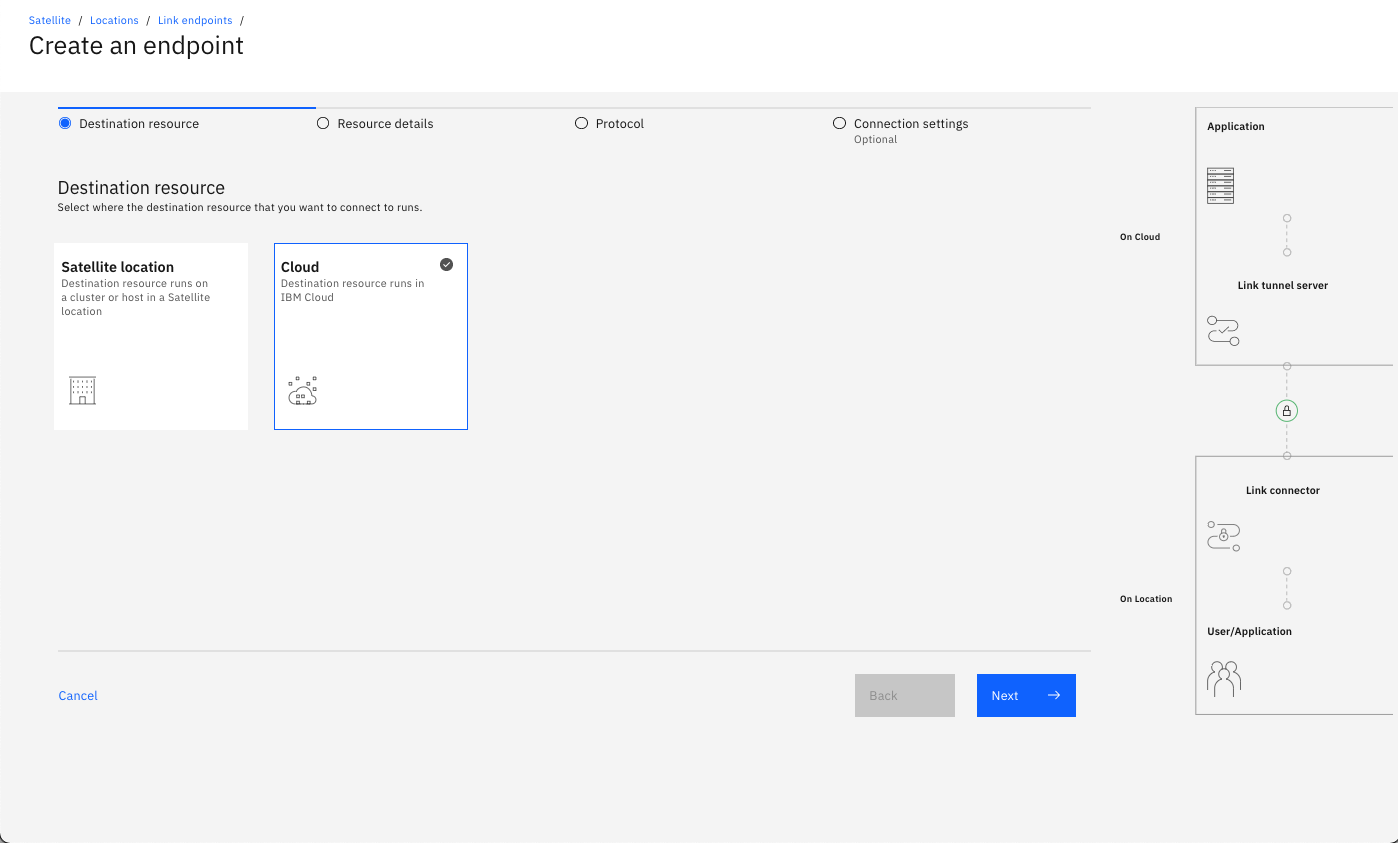 Satellite / Locations / Link endpoints /
Create an endpoint
Destination resource
Resource details
Protocol
Connection settings
Optional
Destination resource
Select where the destination resource that you want to connect to runs.
Satellite location
Destination resource runs on
a cluster or host in a Satellite
location
Cloud
Destination resource runs in
IBM Cloud
Cancel
Back
Next
Application
On Cloud
Link tunnel server
Link connector
On Location
User/Application